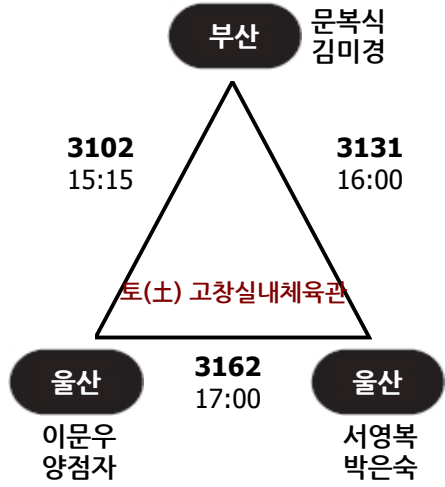 부산
문복식
김미경
3102
15:15
3131
16:00
토(土) 고창실내체육관
울산
3162
17:00
울산
이문우
양점자
서영복
박은숙